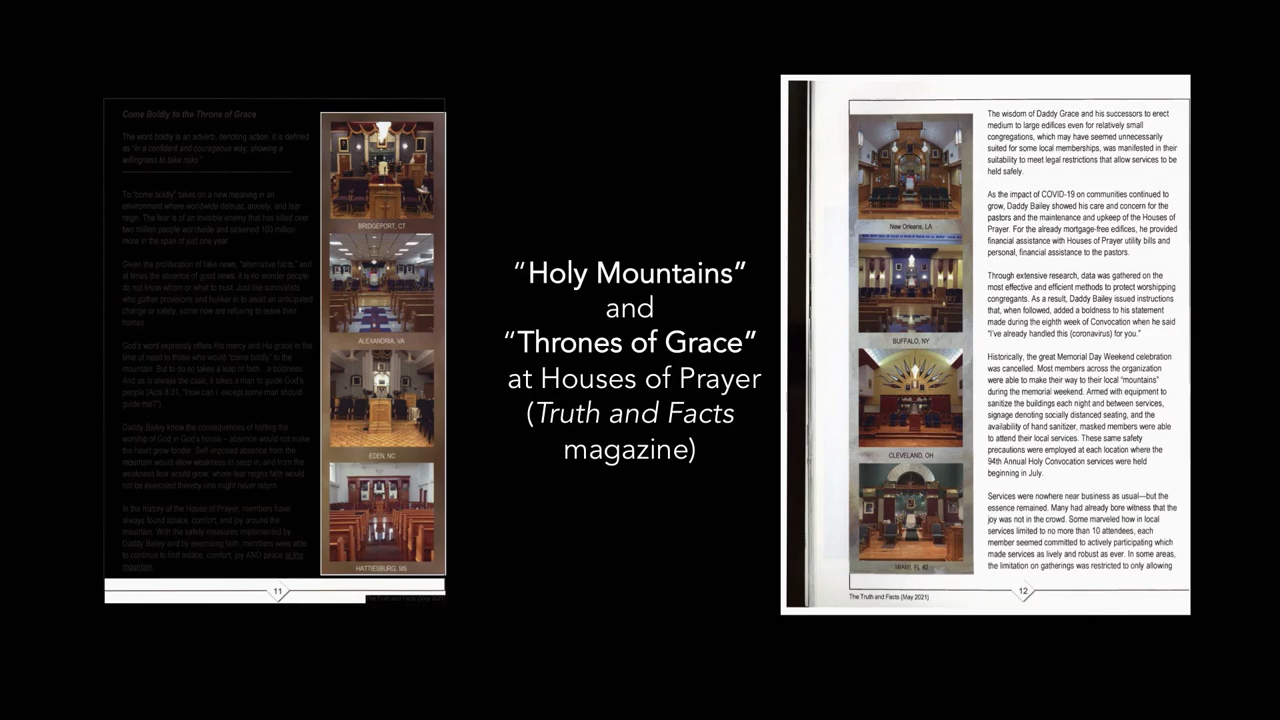 Come Boldly to the Throne of Grace
The word boldly is an adverb, denoting action. It is defined
as "in a confident and courageous way, showing a
willingness to take risks"
To "come boldly" takes on a new meaning in an
environment where worldwide distrust, anxiety, and fear
reign. The fear is of an invisible enemy that has killed over
two million people worldwide and sickened 100 million
more in the span of just one year.
Given the proliferation of fake news, "alternative facts," and
at times the absence of good news, it is no wonder people
do not know whom or what to trust. Just like survivalists
who gather provisions and hunker in to await an anticipated
change or safety, some now are refusing to leave their
homes.
God's word expressly offers His mercy and His grace in the
time of need to those who would "come boldly" to the
mountain. But to do so takes a leap of faith...a boldness.
And as is always the case, it takes a man to guide God's
people (Acts 8:31, "How can I, except some man should
guide me?").
Daddy Bailey knew the consequences of halting the
worship of God in God's house – absence would not make
the heart grow fonder. Self-imposed absence from the
mountain would allow weakness to seep in, and from the
weakness fear would grow; where fear reigns faith would
not be exercised thereby one might never return.
In the history of the House of Prayer, members have
always found solace, comfort, and joy around the
mountain. With the safety measures implemented by
Daddy Bailey and by exercising faith, members were able
to continue to find solace, comfort, joy AND peace at the
mountain.
BRIDGEPORT, CT
ALEXANDRIA, VA
EDEN, NC
HATTIESBURG, MS
11
The Truth and Facts (May 2021)
"Holy Mountains"
and
"Thrones of Grace"
at Houses of Prayer
(Truth and Facts
magazine)
New Orleans, LA
BUFFALO, NY
CLEVELAND, OH
MIAMI, FL #2
The wisdom of Daddy Grace and his successors to erect
medium to large edifices even for relatively small
congregations, which may have seemed unnecessarily
suited for some local memberships, was manifested in their
suitability to meet legal restrictions that allow services to be
held safely.
As the impact of COVID-19 on communities continued to
grow, Daddy Bailey showed his care and concern for the
pastors and the maintenance and upkeep of the Houses of
Prayer. For the already mortgage-free edifices, he provided
financial assistance with Houses of Prayer utility bills and
personal, financial assistance to the pastors.
Through extensive research, data was gathered on the
most effective and efficient methods to protect worshipping
congregants. As a result, Daddy Bailey issued instructions
that, when followed, added a boldness to his statement
made during the eighth week of Convocation when he said
"I've already handled this (coronavirus) for you."
Historically, the great Memorial Day Weekend celebration
was cancelled. Most members across the organization
were able to make their way to their local "mountains"
during the memorial weekend. Armed with equipment to
sanitize the buildings each night and between services,
signage denoting socially distanced seating, and the
availability of hand sanitizer, masked members were able
to attend their local services. These same safety
precautions were employed at each location where the
94th Annual Holy Convocation services were held
beginning in July.
Services were nowhere near business as usual—but the
essence remained. Many had already bore witness that the
joy was not in the crowd. Some marveled how in local
services limited to no more than 10 attendees, each
member seemed committed to actively participating which
made services as lively and robust as ever. In some areas,
the limitation on gatherings was restricted to only allowing
12
The Truth and Facts (May 2021)